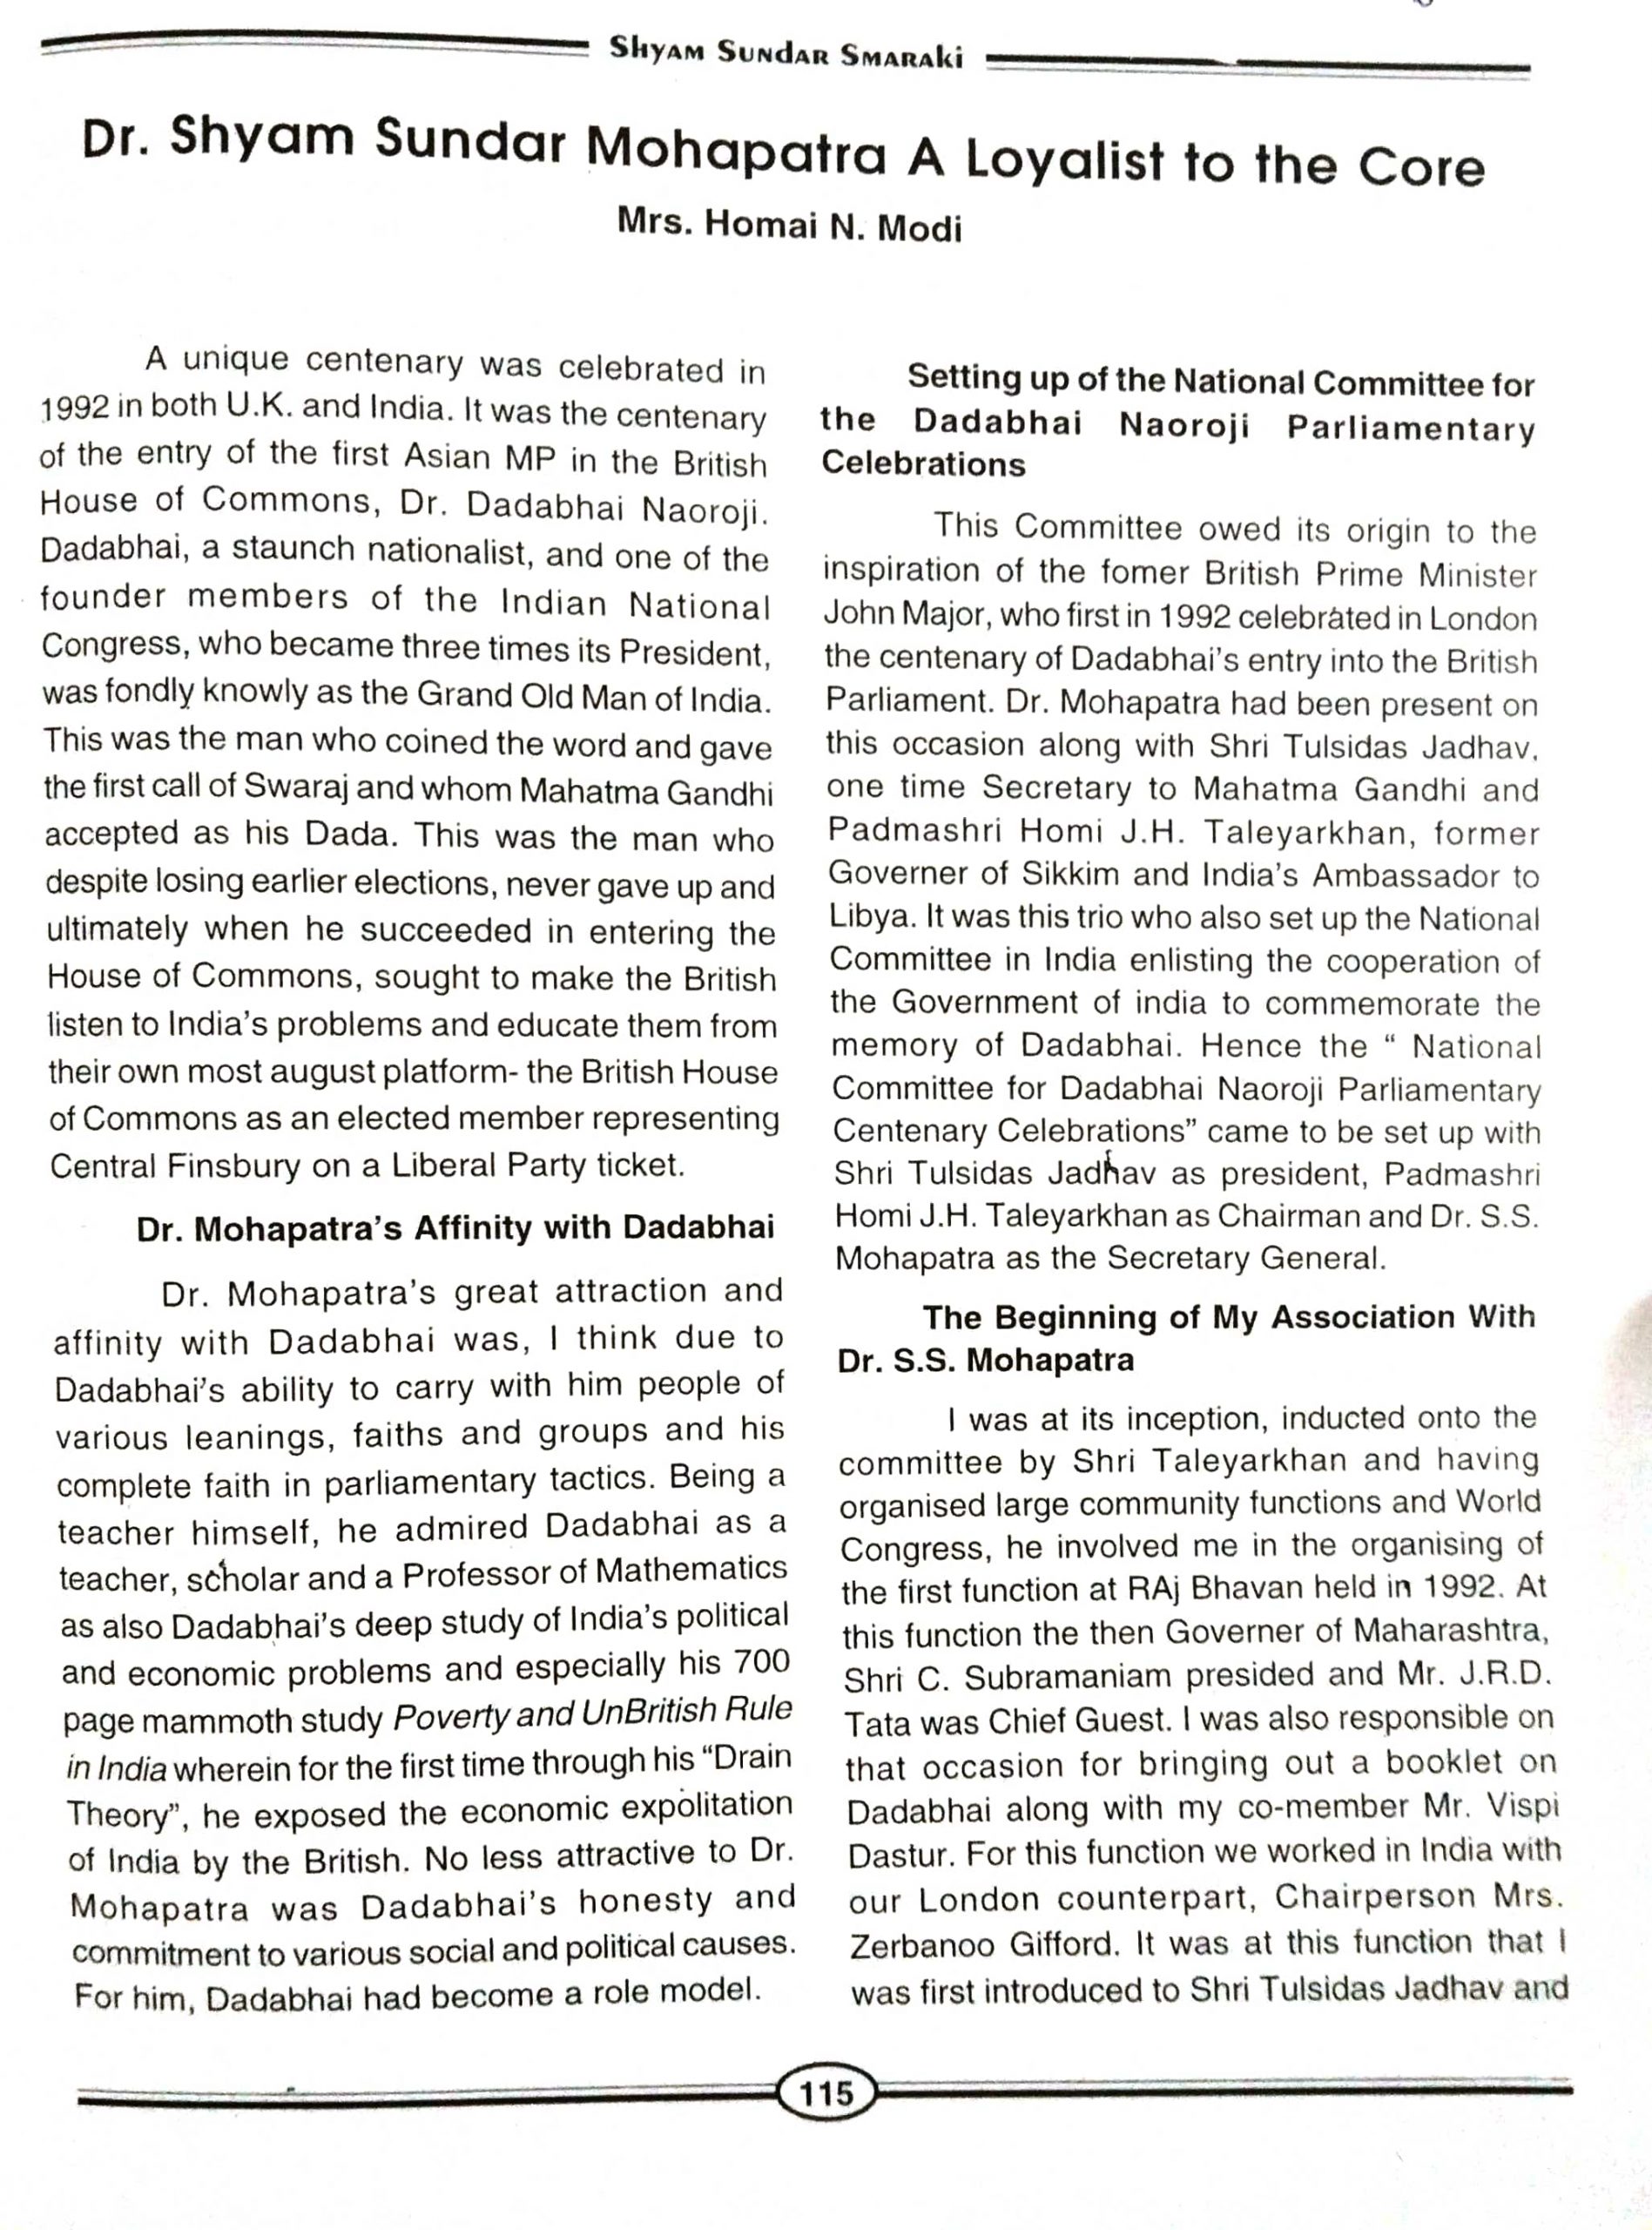 Shyam Sundar Smaraki
Dr. Shyam Sundar Mohapatra A Loyalist to the Core
Mrs. Homai N. Modi
A unique centenary was celebrated in
1992 in both U.K. and India. It was the centenary
of the entry of the first Asian MP in the British
House of Commons, Dr. Dadabhai Naoroji.
Dadabhai, a staunch nationalist, and one of the
founder members of the Indian National
Congress, who became three times its President,
was fondly knowly as the Grand Old Man of India.
This was the man who coined the word and gave
the first call of Swaraj and whom Mahatma Gandhi
accepted as his Dada. This was the man who
despite losing earlier elections, never gave up and
ultimately when he succeeded in entering the
House of Commons, sought to make the British
listen to India's problems and educate them from
their own most august platform- the British House
of Commons as an elected member representing
Central Finsbury on a Liberal Party ticket.
Dr. Mohapatra's Affinity with Dadabhai
Dr. Mohapatra's great attraction and
affinity with Dadabhai was, I think due to
Dadabhai's ability to carry with him people of
various leanings, faiths and groups and his
complete faith in parliamentary tactics. Being a
teacher himself, he admired Dadabhai as a
teacher, scholar and a Professor of Mathematics
as also Dadabhai's deep study of India's political
and economic problems and especially his 700
page mammoth study Poverty and UnBritish Rule
in India wherein for the first time through his "Drain
Theory", he exposed the economic expolitation
of India by the British. No less attractive to Dr.
Mohapatra was Dadabhai's honesty and
commitment to various social and political causes.
For him, Dadabhai had become a role model.
Setting up of the National Committee for
the Dadabhai Naoroji Parliamentary
Celebrations
This Committee owed its origin to the
inspiration of the fomer British Prime Minister
John Major, who first in 1992 celebrated in London
the centenary of Dadabhai's entry into the British
Parliament. Dr. Mohapatra had been present on
this occasion along with Shri Tulsidas Jadhav,
one time Secretary to Mahatma Gandhi and
Padmashri Homi J.H. Taleyarkhan, former
Governer of Sikkim and India's Ambassador to
Libya. It was this trio who also set up the National
Committee in India enlisting the cooperation of
the Government of india to commemorate the
memory of Dadabhai. Hence the " National
Committee for Dadabhai Naoroji Parliamentary
Centenary Celebrations" came to be set up with
Shri Tulsidas Jadhav as president, Padmashri
Homi J.H. Taleyarkhan as Chairman and Dr. S.S.
Mohapatra as the Secretary General.
The Beginning of My Association With
Dr. S.S. Mohapatra
I was at its inception, inducted onto the
committee by Shri Taleyarkhan and having
organised large community functions and World
Congress, he involved me in the organising of
the first function at RAj Bhavan held in 1992. At
this function the then Governer of Maharashtra,
Shri C. Subramaniam presided and Mr. J.R.D.
Tata was Chief Guest. I was also responsible on
that occasion for bringing out a booklet on
Dadabhai along with my co-member Mr. Vispi
Dastur. For this function we worked in India with
our London counterpart, Chairperson Mrs.
Zerbanoo Gifford. It was at this function that I
was first introduced to Shri Tulsidas Jadhav and
115